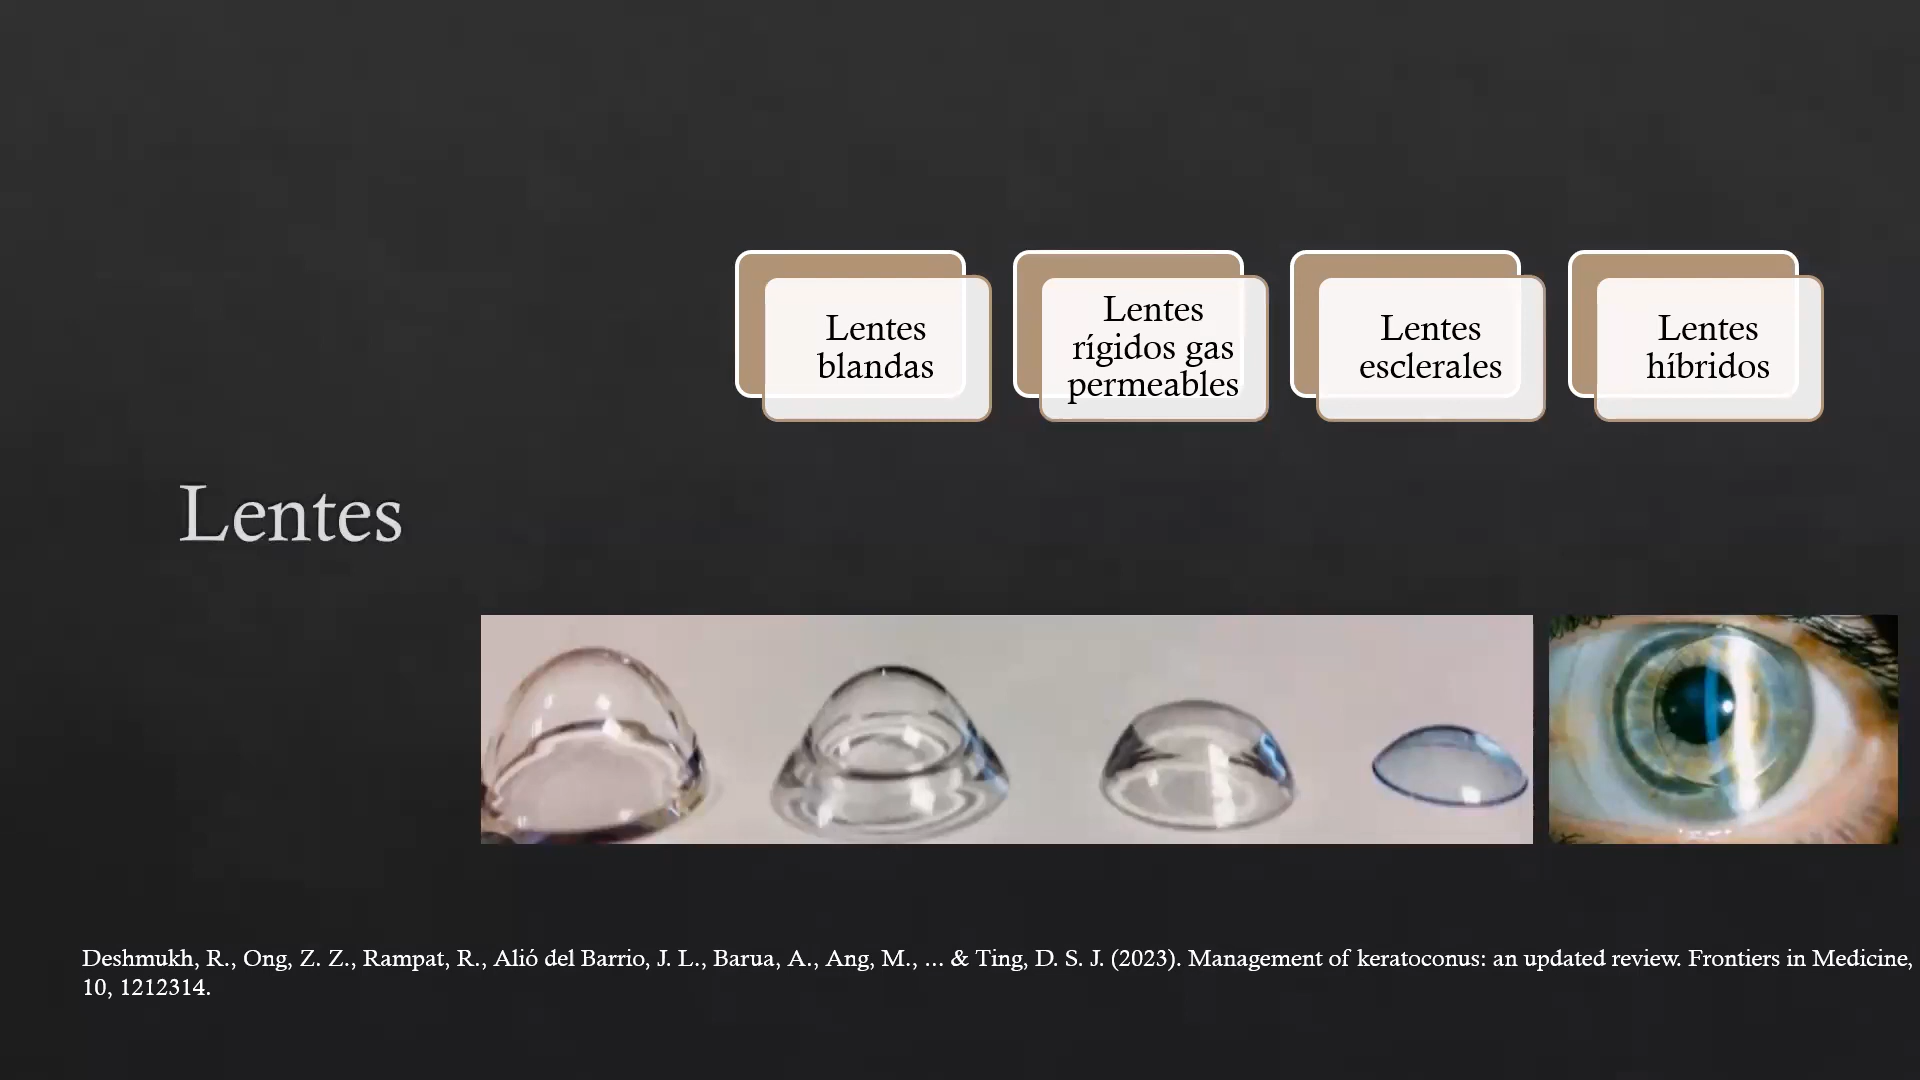 Lentes
blandas
Lentes
rígidos gas
permeables
Lentes
esclerales
Lentes
híbridos
Lentes
Deshmukh, R., Ong, Z. Z., Rampat, R., Alió del Barrio, J. L., Barua, A., Ang, M., ... & Ting, D. S. J. (2023). Management of keratoconus: an updated review. Frontiers in Medicine,
10, 1212314.